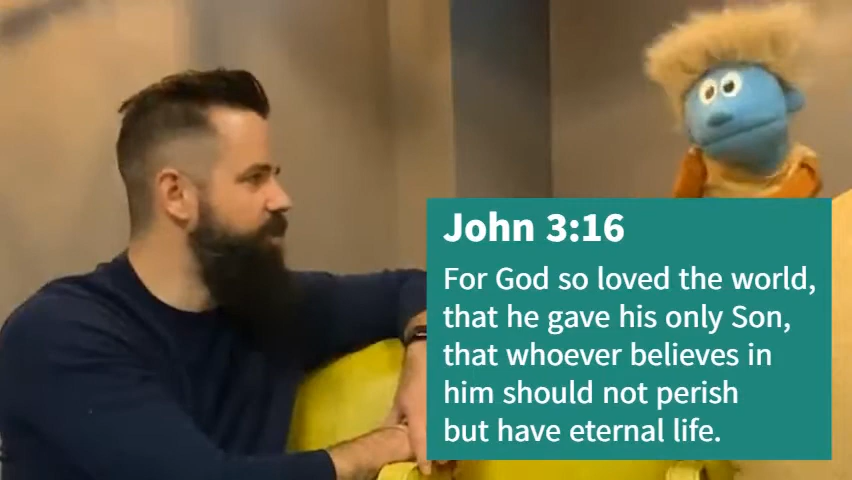 John 3:16
For God so loved the world,
that he gave his only Son,
that whoever believes in
him should not perish
but have eternal life.